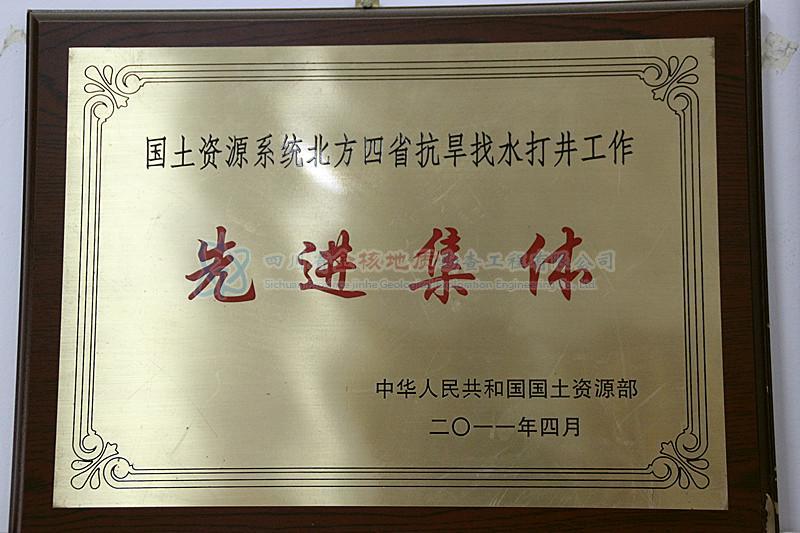 国土资源系统北方四省抗旱找水打井工作
先进集体
中华人民共和国国土资源部
二〇一一年四月